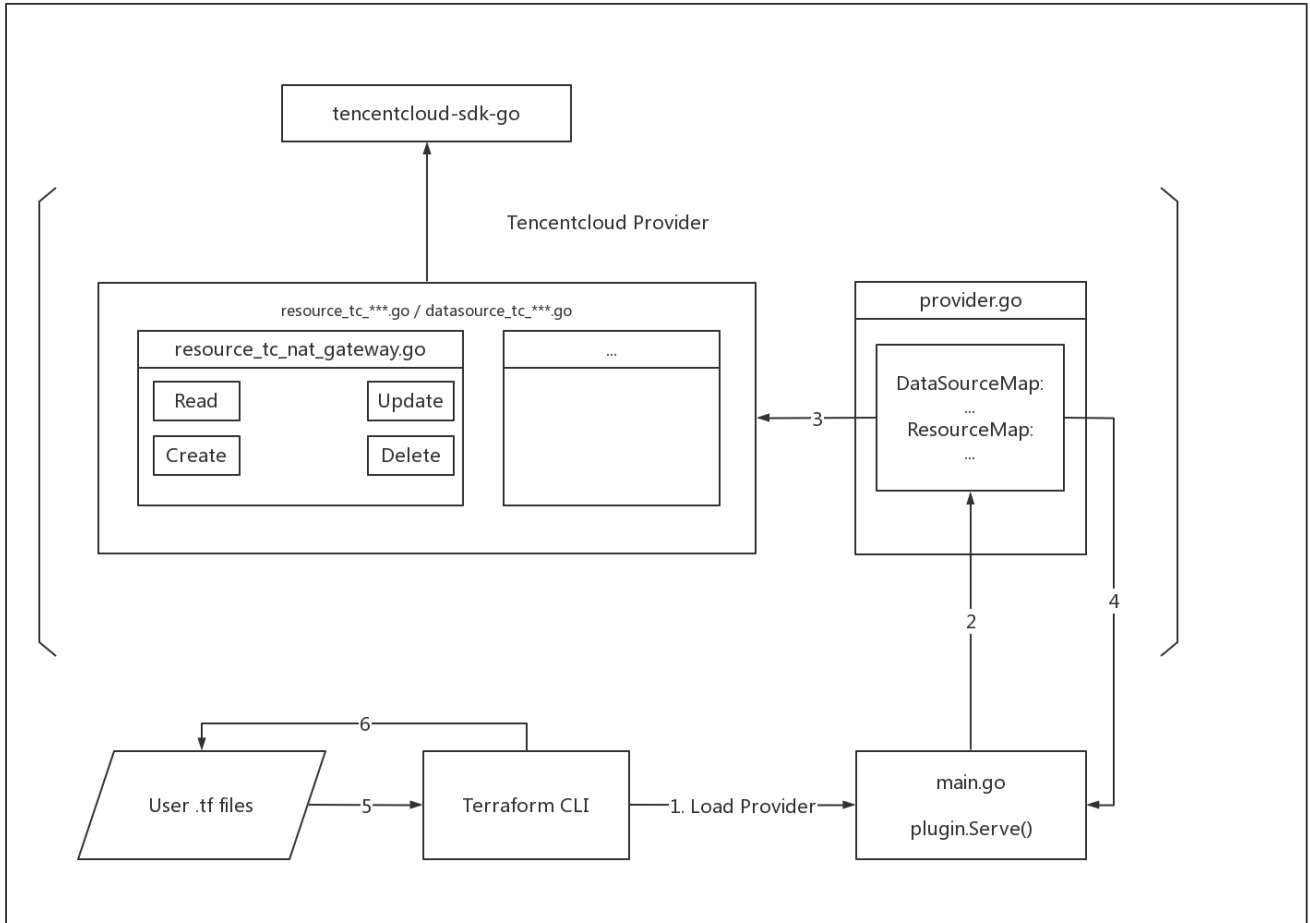 tencentcloud-sdk-go
Tencentcloud Provider
resource_tc_***.go / datasource_tc_***.go
resource_tc_nat_gateway.go
...
Read
Update
Create
Delete
provider.go
DataSourceMap:
...
ResourceMap:
...
3
4
2
6
User .tf files
5
Terraform CLI
1. Load Provider
main.go
plugin.Serve()